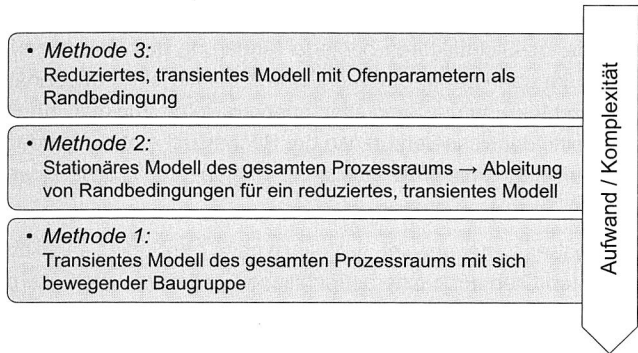 • Methode 3:
Reduziertes, transientes Modell mit Ofenparametern als
Randbedingung
• Methode 2:
Stationäres Modell des gesamten Prozessraums → Ableitung
von Randbedingungen für ein reduziertes, transientes Modell
• Methode 1:
Transientes Modell des gesamten Prozessraums mit sich
bewegender Baugruppe
Aufwand / Komplexität